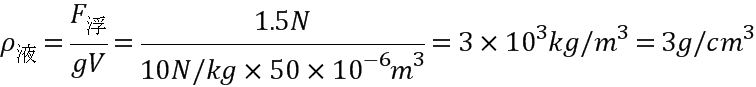 ρ液 = F浮/gV = 1.5N/(10N/kg × 50 × 10⁻⁶m³) = 3 × 10³kg/m³ = 3g/cm³